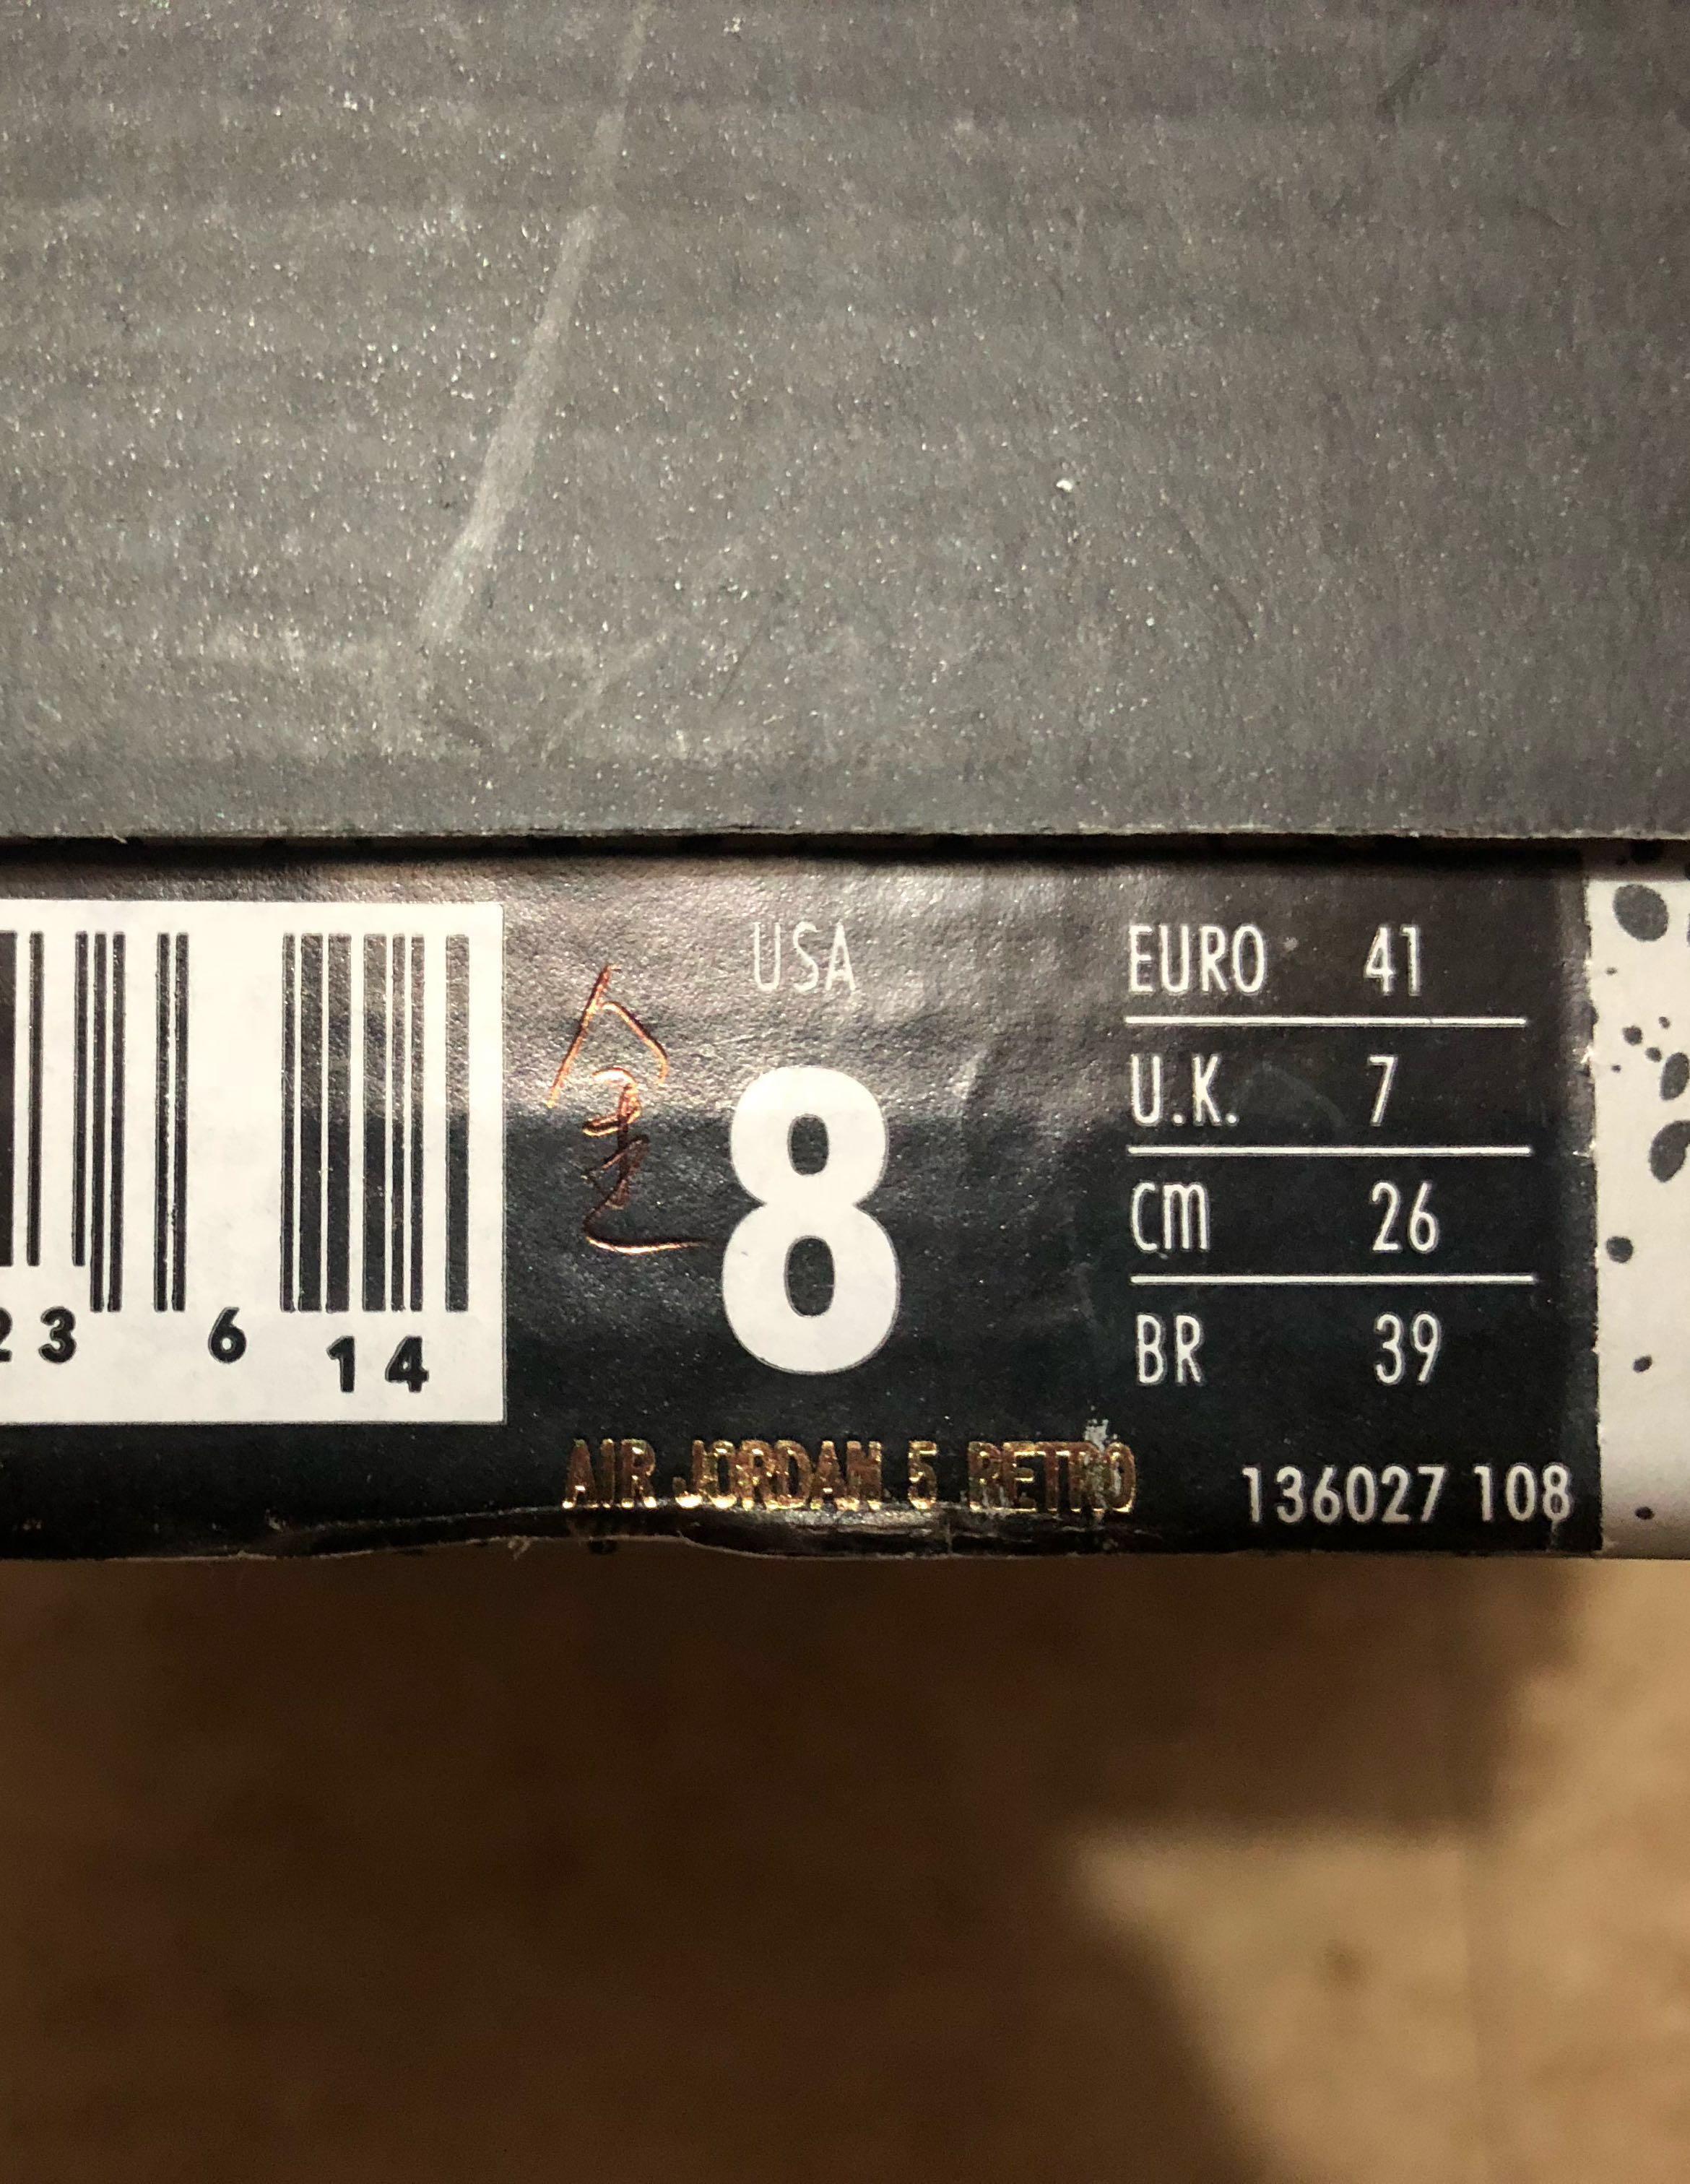 USA
8
EURO 41
U.K. 7
cm 26
BR 39
23 6 14
AIR JORDAN 5 RETRO
136027 108